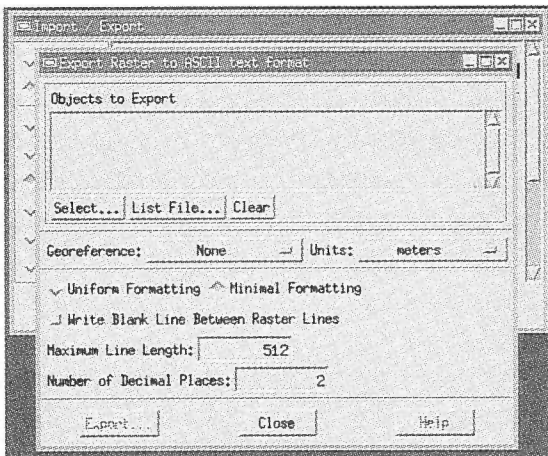 Import / Export
Export Raster to ASCII text format
Objects to Export
Select... List File... Clear
Georeference: None Units: meters
Uniform Formatting Minimal Formatting
Write Blank Line Between Raster Lines
Maximum Line Length: 512
Number of Decimal Places: 2
Export... Close Help